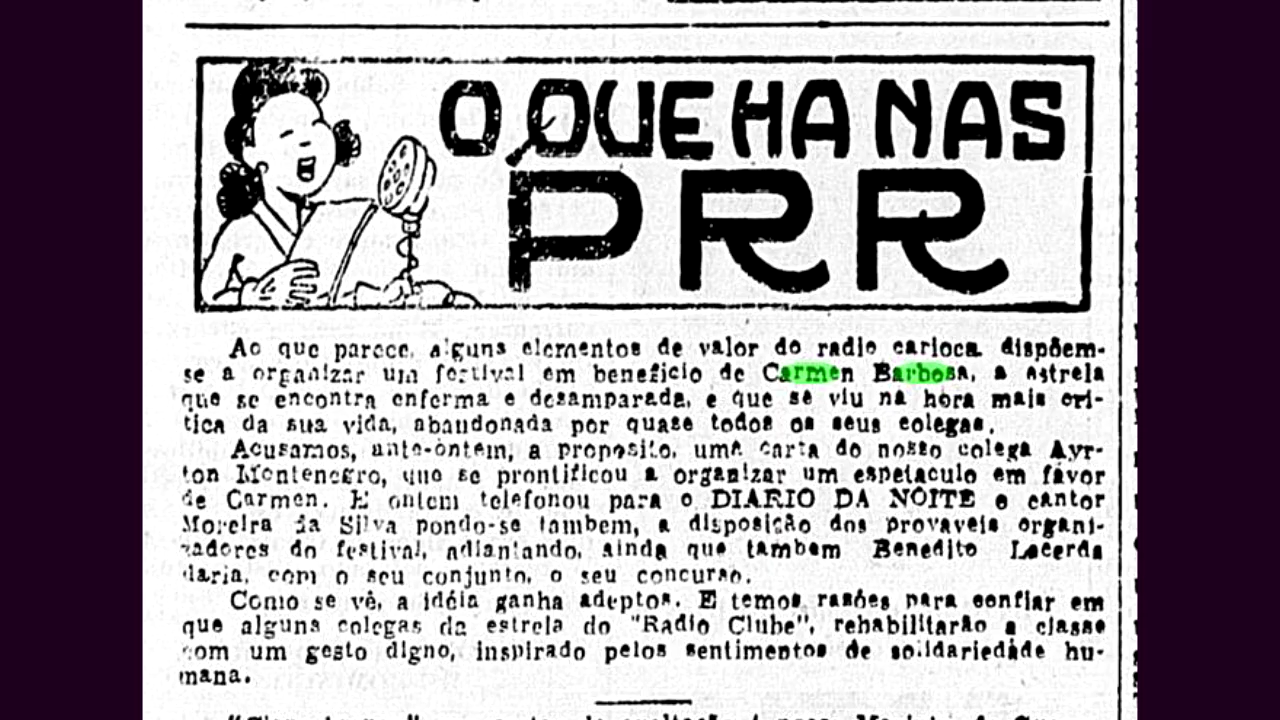 O QUE HA NAS
PRR
Ao que parece, alguns elementos de valor do radio carioca dispõem-
se a organizar um festival em beneficio de Carmen Barbosa, a estrela
que se encontra enferma e desamparada, e que se viu na hora mais cri-
tica da sua vida, abandonada por quase todos os seus colegas.
Acusamos, ante-ontem, a proposito, uma carta do nosso colega Ayr-
ton Montenegro, que se prontificou a organizar um espetaculo em favor
de Carmen. E ontem telefonou para o DIARIO DA NOITE o cantor
Moreira da Silva pondo-se tambem, a disposição dos provaveis organi-
zadores do festival, adiantando, ainda que tambem Benedito Lacerda
daria, com o seu conjunto, o seu concurso.
Como se vê, a idéia ganha adeptos. E temos rasões para confiar em
que alguns colegas da estrela do "Radio Clube", rehabilitarão a classe
com um gesto digno, inspirado pelos sentimentos de solidariedade hu-
mana.